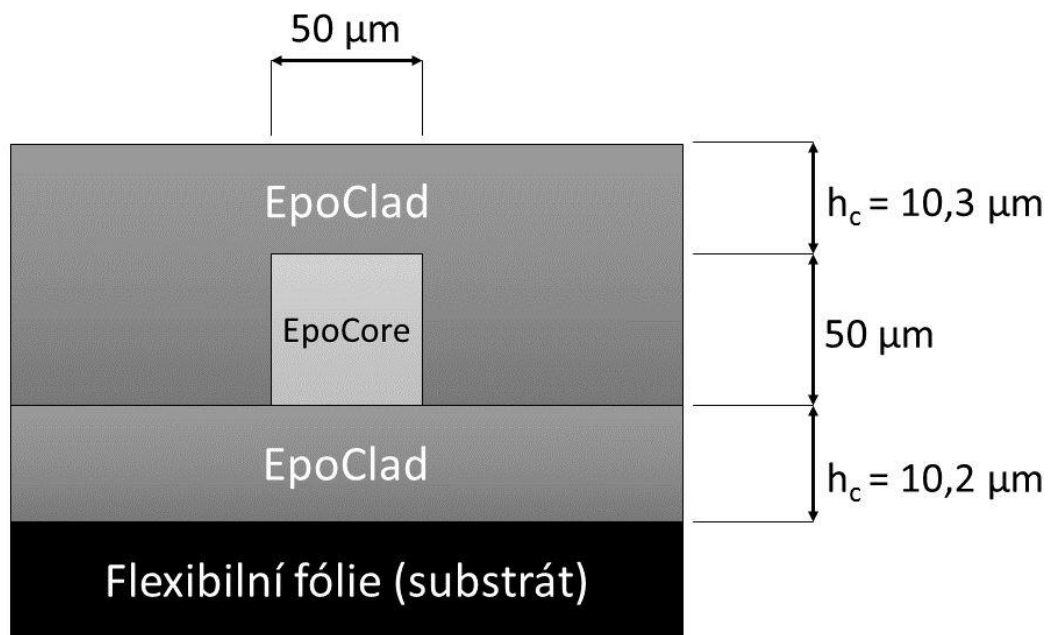 50 μm
EpoClad
h_c = 10,3 μm
EpoCore
50 μm
EpoClad
h_c = 10,2 μm
Flexibilní fólie (substrát)